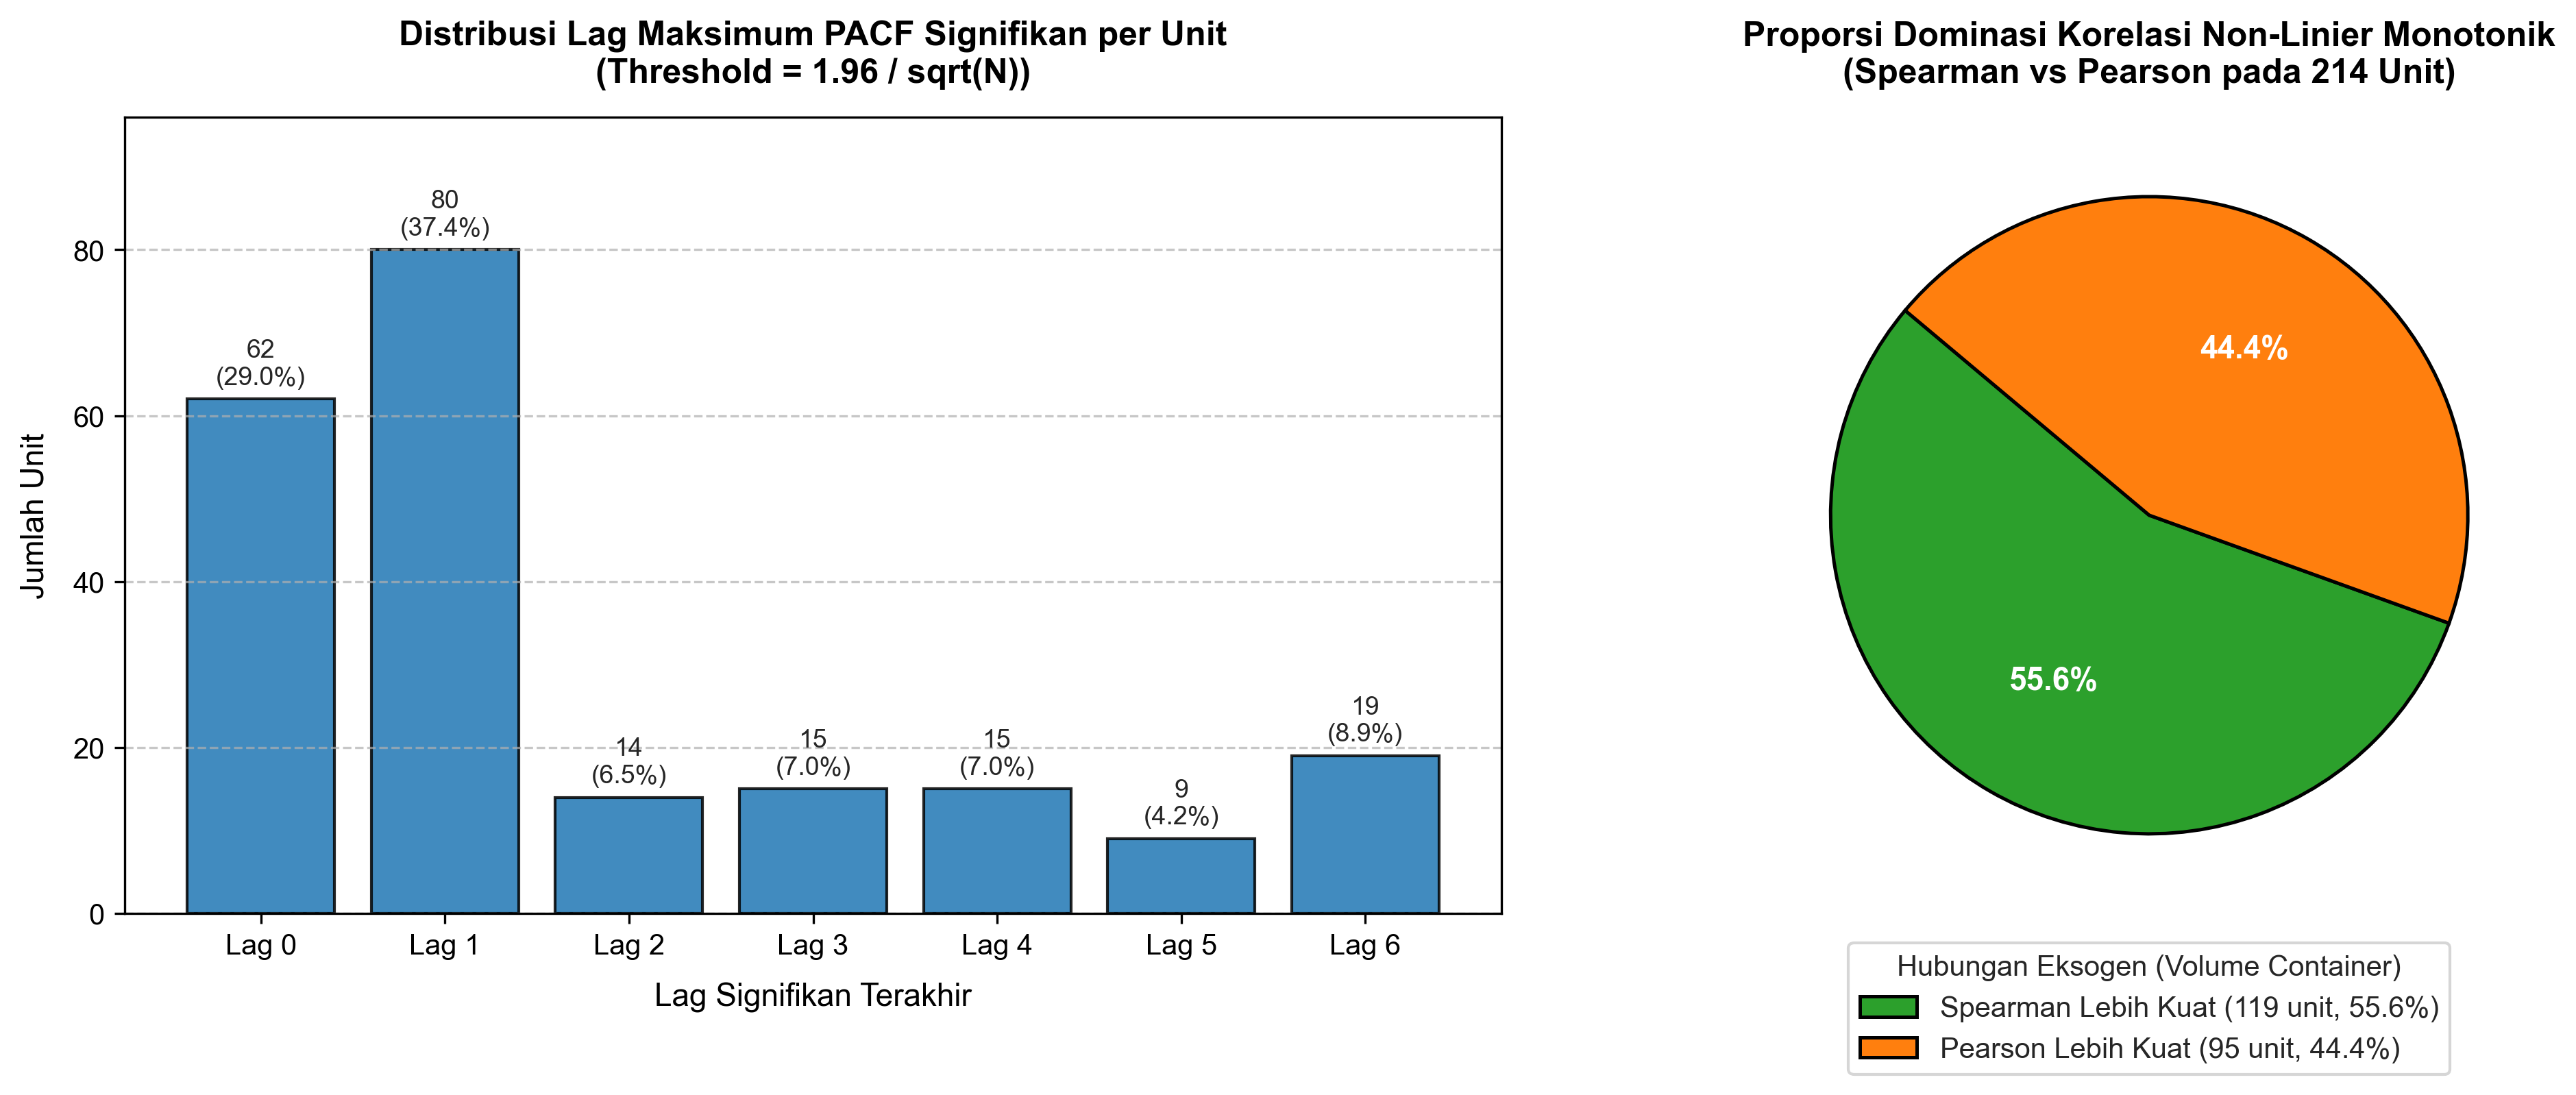 Distribusi Lag Maksimum PACF Signifikan per Unit
(Threshold = 1.96 / sqrt(N))
Jumlah Unit
80
60
40
20
0
62
(29.0%)
80
(37.4%)
14
(6.5%)
15
(7.0%)
15
(7.0%)
9
(4.2%)
19
(8.9%)
Lag 0
Lag 1
Lag 2
Lag 3
Lag 4
Lag 5
Lag 6
Lag Signifikan Terakhir
Proporsi Dominasi Korelasi Non-Linier Monotonik
(Spearman vs Pearson pada 214 Unit)
44.4%
55.6%
Hubungan Eksogen (Volume Container)
Spearman Lebih Kuat (119 unit, 55.6%)
Pearson Lebih Kuat (95 unit, 44.4%)